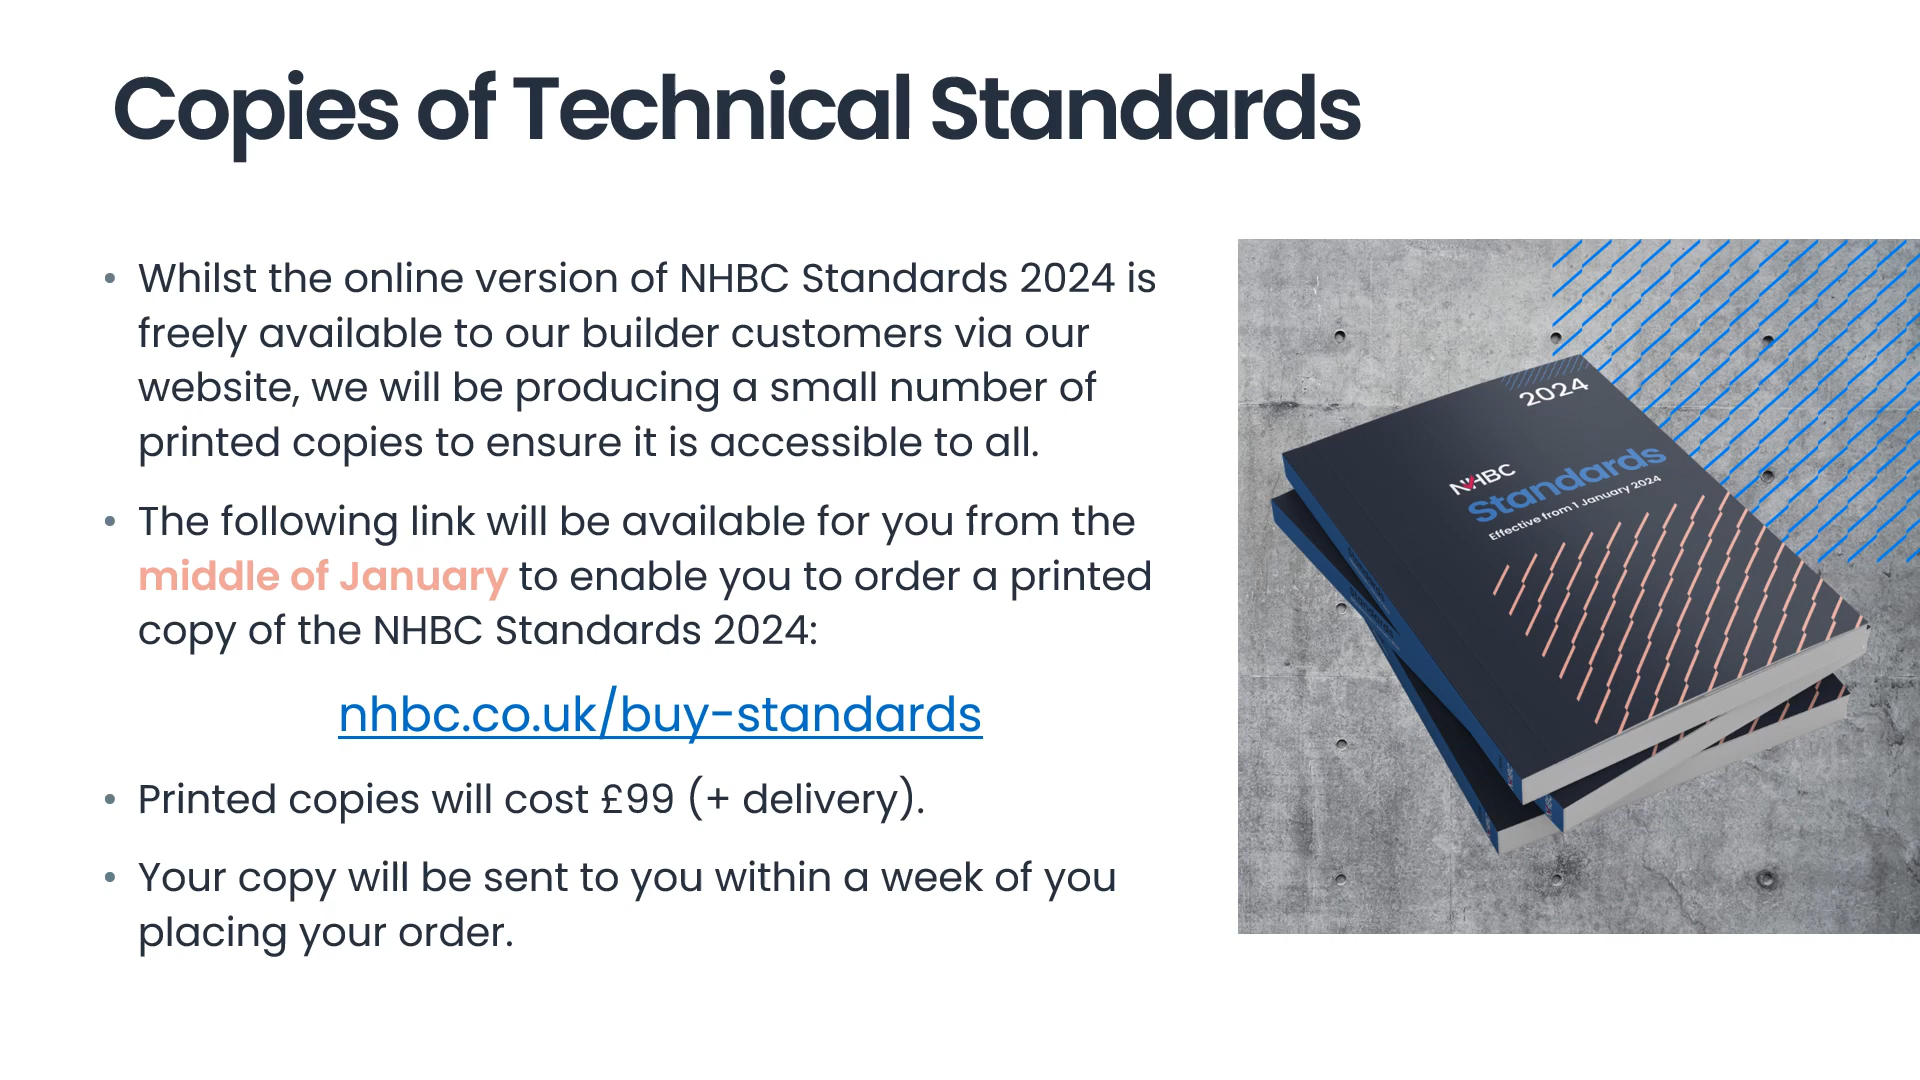 Copies of Technical Standards
• Whilst the online version of NHBC Standards 2024 is
freely available to our builder customers via our
website, we will be producing a small number of
printed copies to ensure it is accessible to all.
• The following link will be available for you from the
middle of January to enable you to order a printed
copy of the NHBC Standards 2024:
nhbc.co.uk/buy-standards
• Printed copies will cost £99 (+ delivery).
• Your copy will be sent to you within a week of you
placing your order.
2024
NHBC
Standards
Effective from 1 January 2024